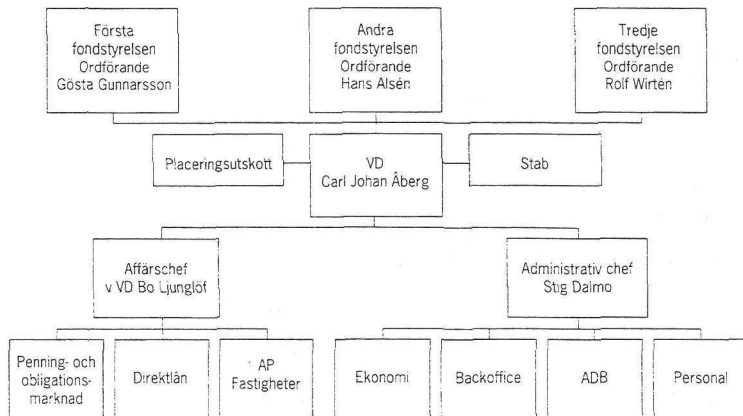 Första
fondstyrelsen
Ordförande
Gösta Gunnarsson
Andra
fondstyrelsen
Ordförande
Hans Alsén
Tredje
fondstyrelsen
Ordförande
Rolf Wirtén
Placeringsutskott
VD
Carl Johan Åberg
Stab
Affärschef
v VD Bo Ljunglöf
Administrativ chef
Stig Dalmo
Penning- och
obligations-
marknad
Direktlån
AP
Fastigheter
Ekonomi
Backoffice
ADB
Personal